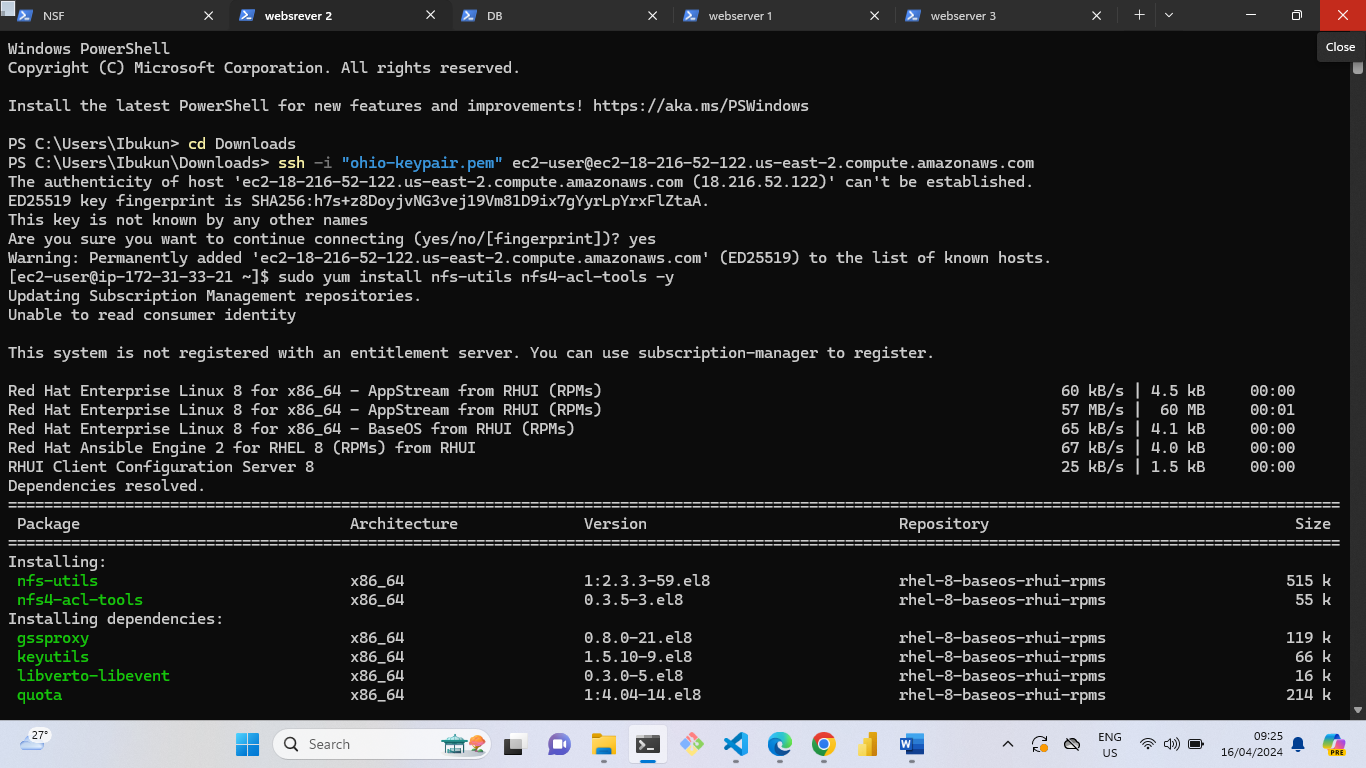 NSF
websrever 2
DB
webserver 1
webserver 3
Close
Windows PowerShell
Copyright (C) Microsoft Corporation. All rights reserved.
Install the latest PowerShell for new features and improvements! https://aka.ms/PSWindows
PS C:\Users\Ibukun> cd Downloads
PS C:\Users\Ibukun\Downloads> ssh -i "ohio-keypair.pem" ec2-user@ec2-18-216-52-122.us-east-2.compute.amazonaws.com
The authenticity of host 'ec2-18-216-52-122.us-east-2.compute.amazonaws.com (18.216.52.122)' can't be established.
ED25519 key fingerprint is SHA256:h7s+z8DoyjvNG3vej19Vm81D9ix7gYyrLpYrxFlZtaA.
This key is not known by any other names
Are you sure you want to continue connecting (yes/no/[fingerprint])? yes
Warning: Permanently added 'ec2-18-216-52-122.us-east-2.compute.amazonaws.com' (ED25519) to the list of known hosts.
[ec2-user@ip-172-31-33-21 ~]$ sudo yum install nfs-utils nfs4-acl-tools -y
Updating Subscription Management repositories.
Unable to read consumer identity
This system is not registered with an entitlement server. You can use subscription-manager to register.
Red Hat Enterprise Linux 8 for x86_64 - AppStream from RHUI (RPMs) 60 kB/s | 4.5 kB 00:00
Red Hat Enterprise Linux 8 for x86_64 - AppStream from RHUI (RPMs) 57 MB/s | 60 MB 00:01
Red Hat Enterprise Linux 8 for x86_64 - BaseOS from RHUI (RPMs) 65 kB/s | 4.1 kB 00:00
Red Hat Ansible Engine 2 for RHEL 8 (RPMs) from RHUI 67 kB/s | 4.0 kB 00:00
RHUI Client Configuration Server 8 25 kB/s | 1.5 kB 00:00
Dependencies resolved.
Package Architecture Version Repository Size
Installing:
nfs-utils x86_64 1:2.3.3-59.el8 rhel-8-baseos-rhui-rpms 515 k
nfs4-acl-tools x86_64 0.3.5-3.el8 rhel-8-baseos-rhui-rpms 55 k
Installing dependencies:
gssproxy x86_64 0.8.0-21.el8 rhel-8-baseos-rhui-rpms 119 k
keyutils x86_64 1.5.10-9.el8 rhel-8-baseos-rhui-rpms 66 k
libverto-libevent x86_64 0.3.0-5.el8 rhel-8-baseos-rhui-rpms 16 k
quota x86_64 1:4.04-14.el8 rhel-8-baseos-rhui-rpms 214 k
27°
Search
ENG
US
09:25
16/04/2024
PRE